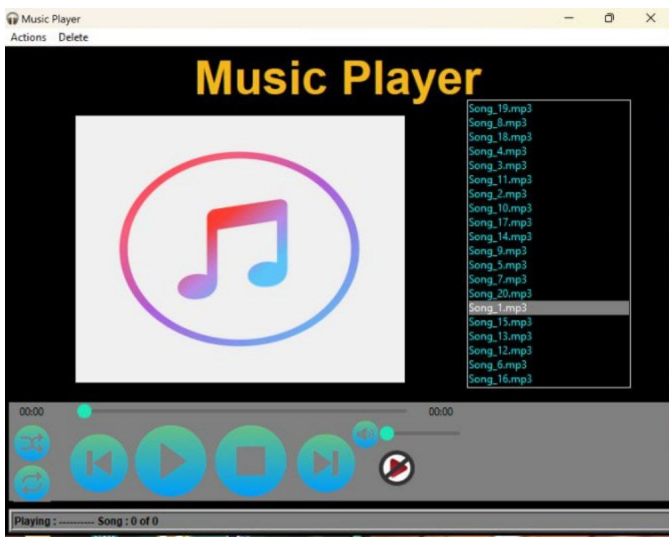 Music Player
Actions Delete
Music Player
Song_19.mp3
Song_8.mp3
Song_18.mp3
Song_4.mp3
Song_3.mp3
Song_11.mp3
Song_2.mp3
Song_10.mp3
Song_17.mp3
Song_14.mp3
Song_9.mp3
Song_5.mp3
Song_7.mp3
Song_20.mp3
Song_1.mp3
Song_15.mp3
Song_13.mp3
Song_12.mp3
Song_6.mp3
Song_16.mp3
00:00 00:00
Playing : ---------- Song : 0 of 0